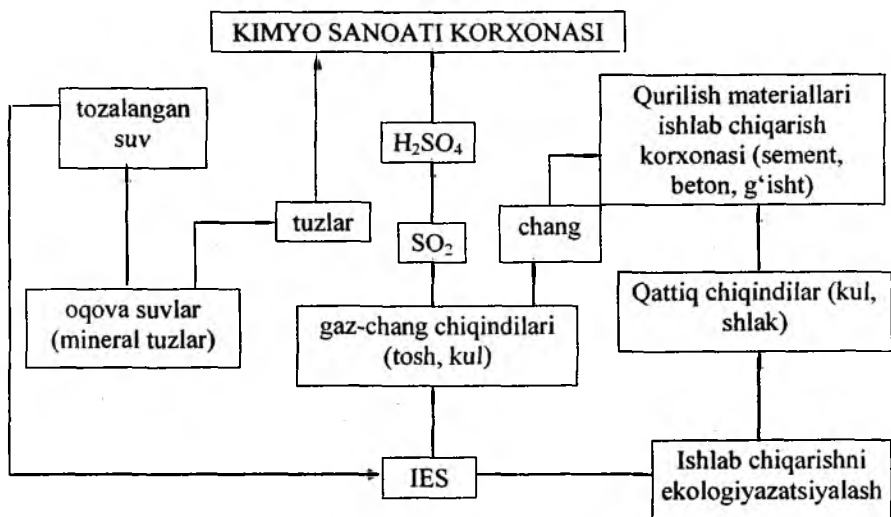 KIMYO SANOATI KORXONASI
tozalangan
suv
H₂SO₄
Qurilish materiallari
ishlab chiqarish
korxonasi (sement,
beton, g‘isht)
tuzlar
SO₂
chang
oqova suvlar
(mineral tuzlar)
gaz-chang chiqindilari
(tosh, kul)
Qattiq chiqindilar (kul,
shlak)
IES
Ishlab chiqarishni
ekologiyazatsiyalash